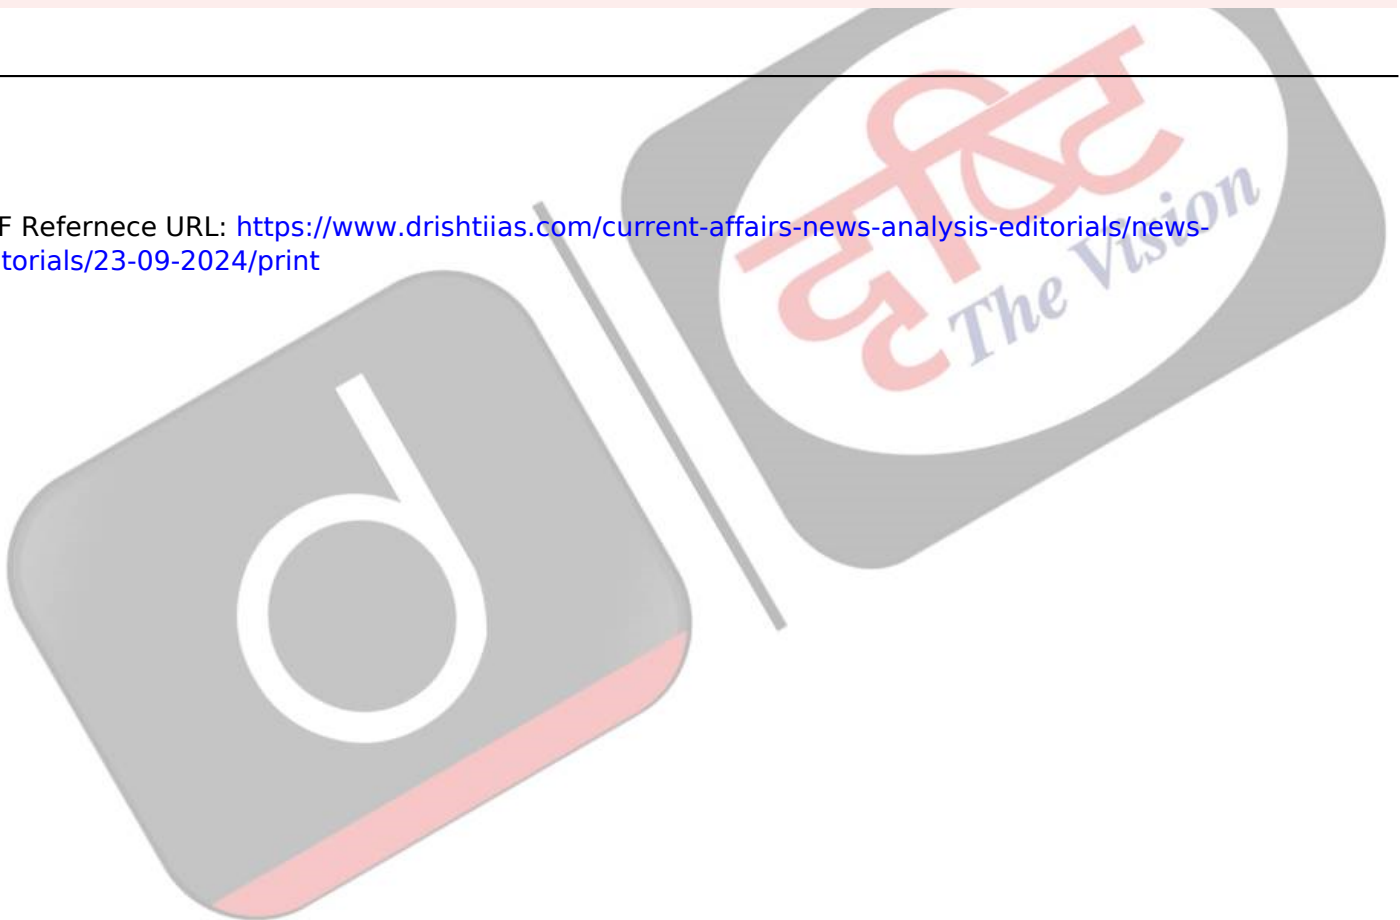 F Refernece URL: https://www.drishtiias.com/current-affairs-news-analysis-editorials/news-
torials/23-09-2024/print
दृष्टि
The Vision
d